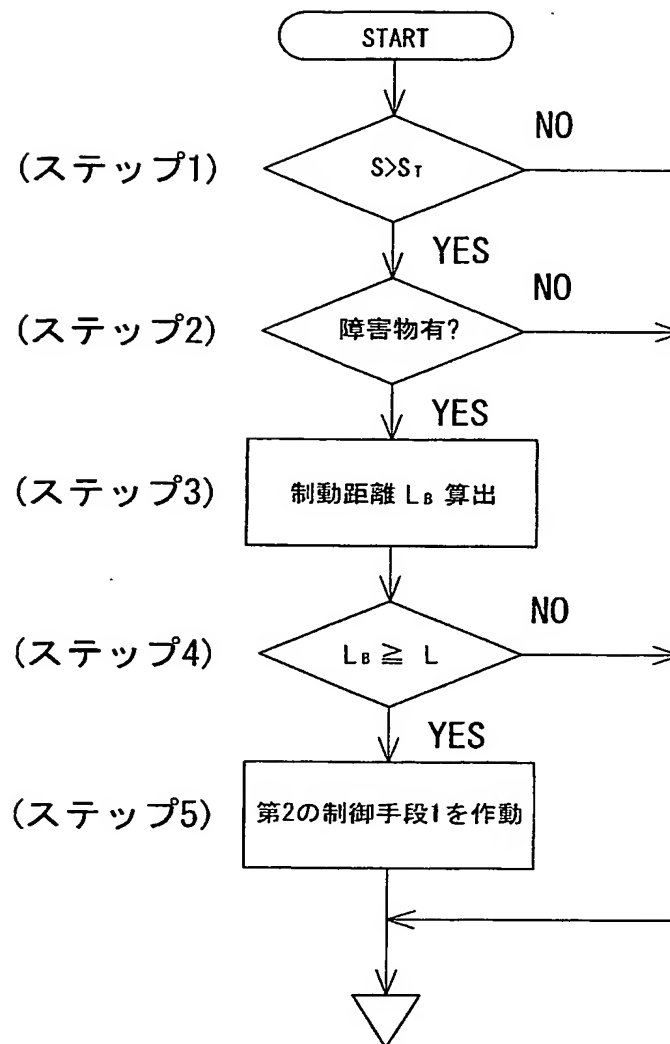 START
NO
(ステップ1)
S>ST
YES
NO
(ステップ2)
障害物有?
YES
(ステップ3)
制動距離 LB 算出
NO
(ステップ4)
LB ≧ L
YES
(ステップ5)
第2の制御手段1を作動